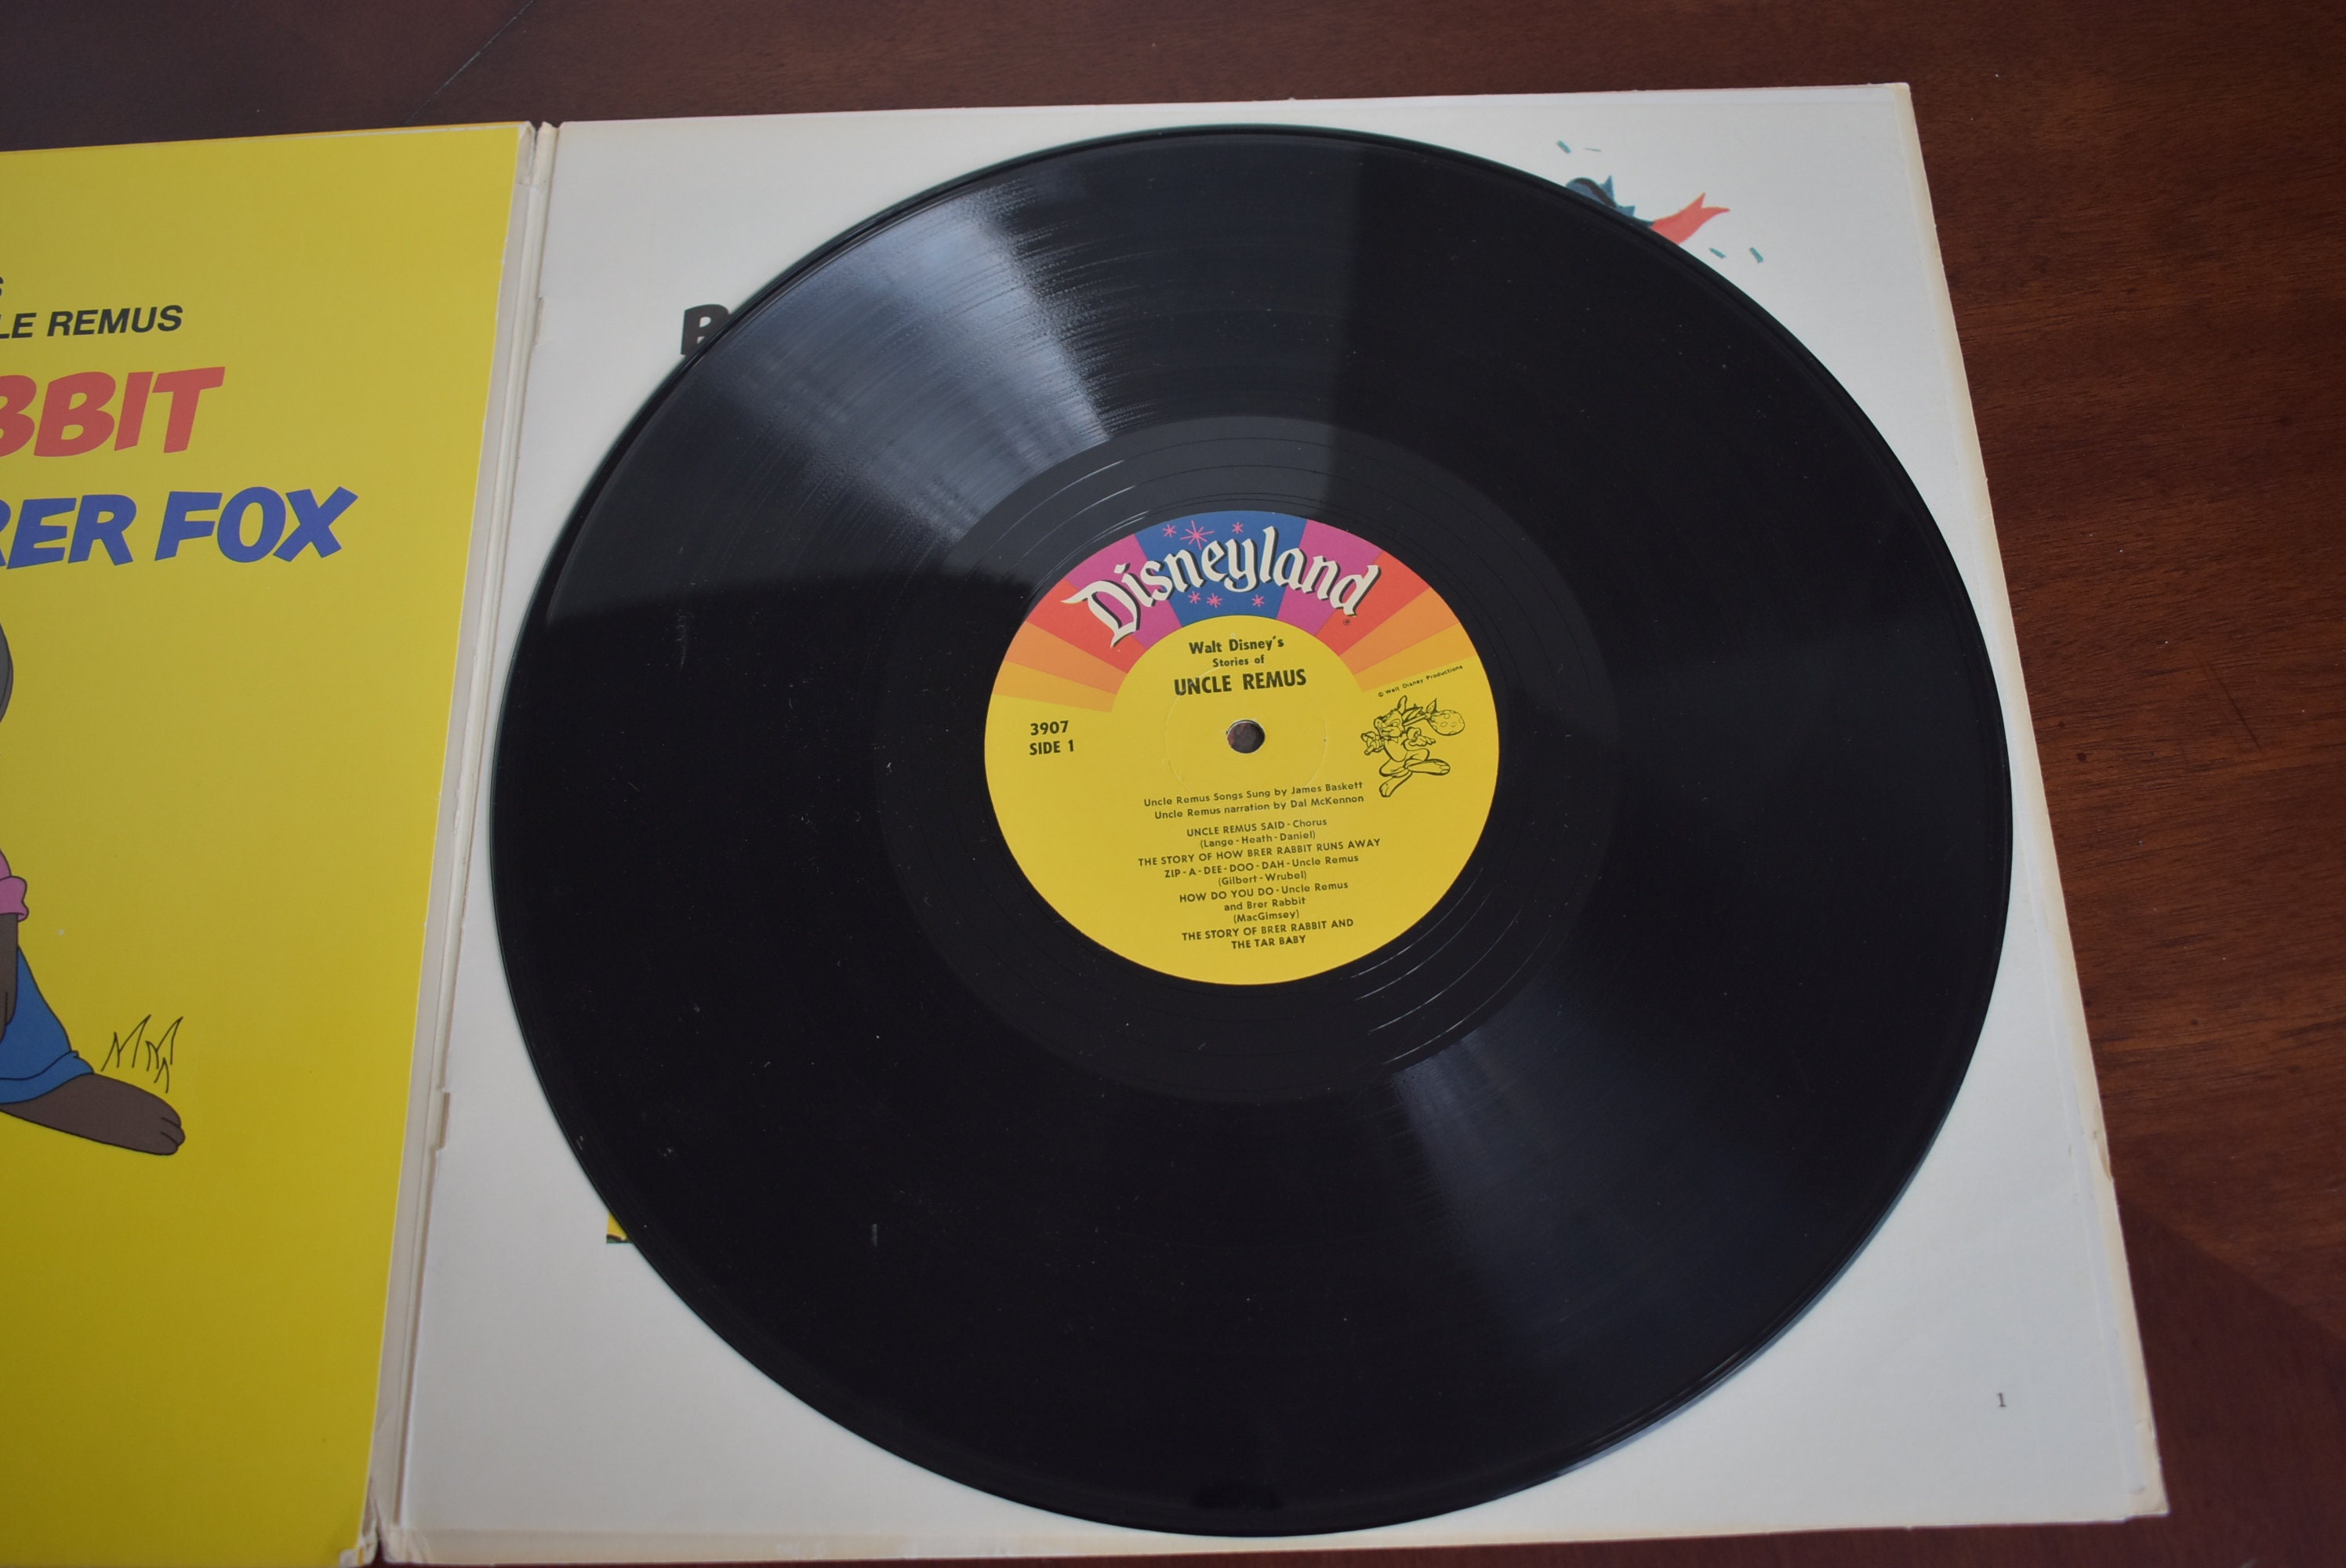 LE REMUS
BBIT
RER FOX
B
Disneyland
Walt Disney's
Stories of
UNCLE REMUS
© Walt Disney Productions
3907
SIDE 1
Uncle Remus Songs Sung by James Baskett
Uncle Remus narration by Dal McKennon
UNCLE REMUS SAID - Chorus
(Lange - Heath - Daniel)
THE STORY OF HOW BRER RABBIT RUNS AWAY
ZIP - A - DEE - DOO - DAH - Uncle Remus
(Gilbert - Wrubel)
HOW DO YOU DO - Uncle Remus
and Brer Rabbit
(MacGimsey)
THE STORY OF BRER RABBIT AND
THE TAR BABY
1